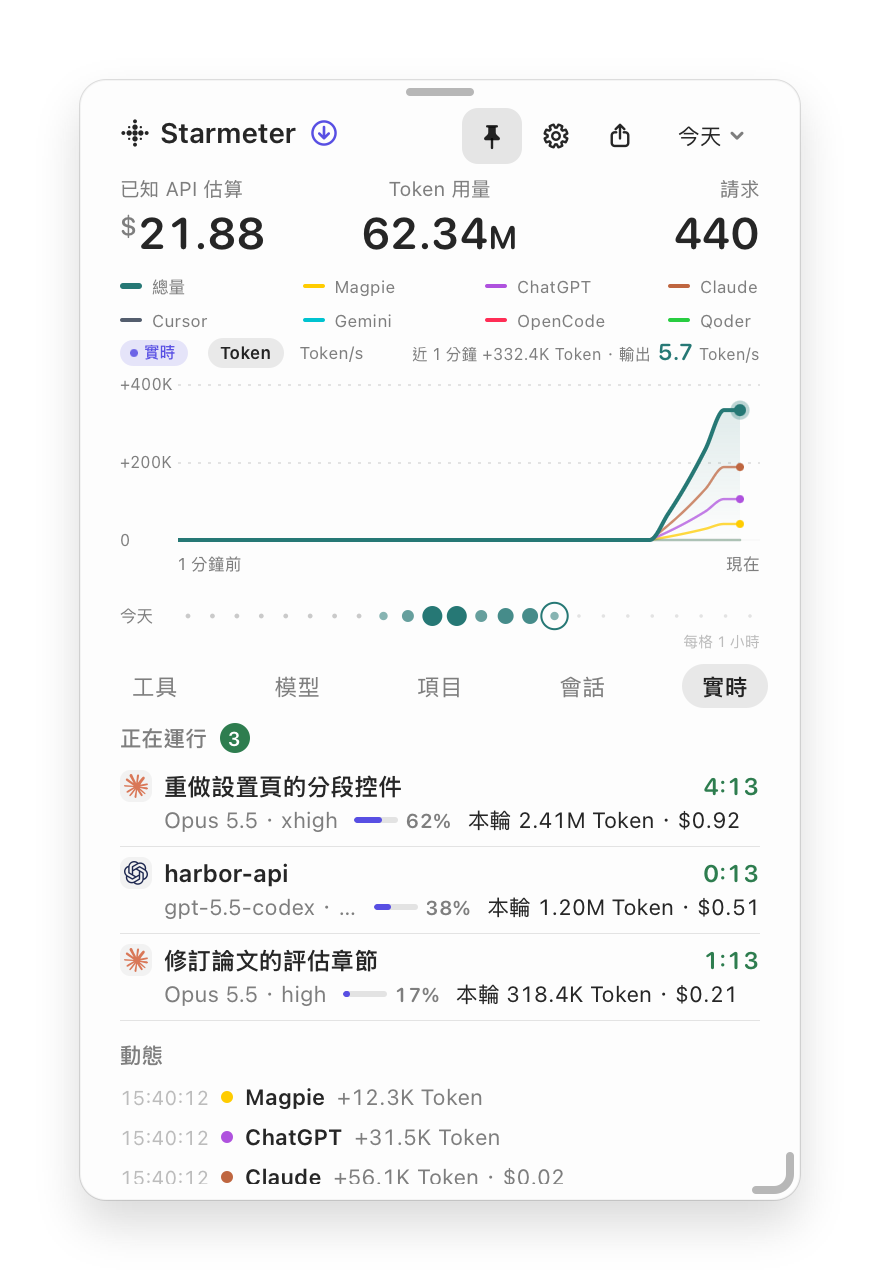 Starmeter 今天
已知 API 估算 Token 用量 請求
$21.88 62.34M 440
總量 Magpie ChatGPT Claude
Cursor Gemini OpenCode Qoder
實時 Token Token/s 近 1 分鐘 +332.4K Token · 輸出 5.7 Token/s
+400K
+200K
0
1 分鐘前 現在
今天
每格 1 小時
工具 模型 項目 會話 實時
正在運行 3
重做設置頁的分段控件 4:13
Opus 5.5 · xhigh 62% 本輪 2.41M Token · $0.92
harbor-api 0:13
gpt-5.5-codex · ... 38% 本輪 1.20M Token · $0.51
修訂論文的評估章節 1:13
Opus 5.5 · high 17% 本輪 318.4K Token · $0.21
動態
15:40:12 Magpie +12.3K Token
15:40:12 ChatGPT +31.5K Token
15:40:12 Claude +56.1K Token · $0.02